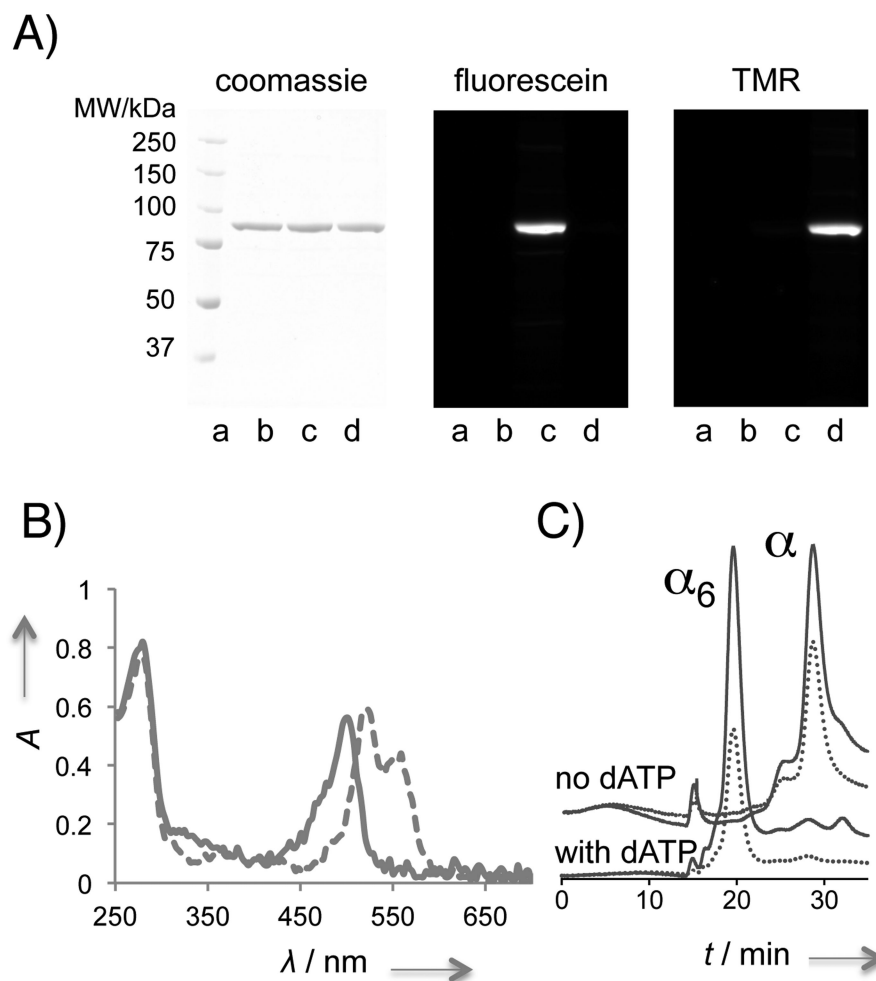 A)
coomassie fluorescein TMR
MW/kDa
250
150
100
75
50
37
a b c d a b c d a b c d
B)
1
0.8
0.6
0.4
0.2
0
A
250 350 450 550 650
λ / nm
C)
α6 α
no dATP
with dATP
0 10 20 30
t / min